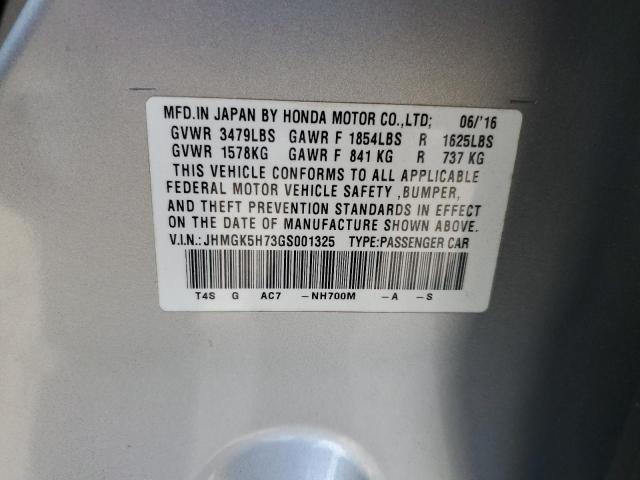 MFD.IN JAPAN BY HONDA MOTOR CO.,LTD; 06/'16
GVWR 3479LBS GAWR F 1854LBS R 1625LBS
GVWR 1578KG GAWR F 841 KG R 737 KG
THIS VEHICLE CONFORMS TO ALL APPLICABLE
FEDERAL MOTOR VEHICLE SAFETY ,BUMPER,
AND THEFT PREVENTION STANDARDS IN EFFECT
ON THE DATE OF MANUFACTURE SHOWN ABOVE.
V.I.N.: JHMGK5H73GS001325 TYPE:PASSENGER CAR
T4S G AC7 –NH700M –A –S